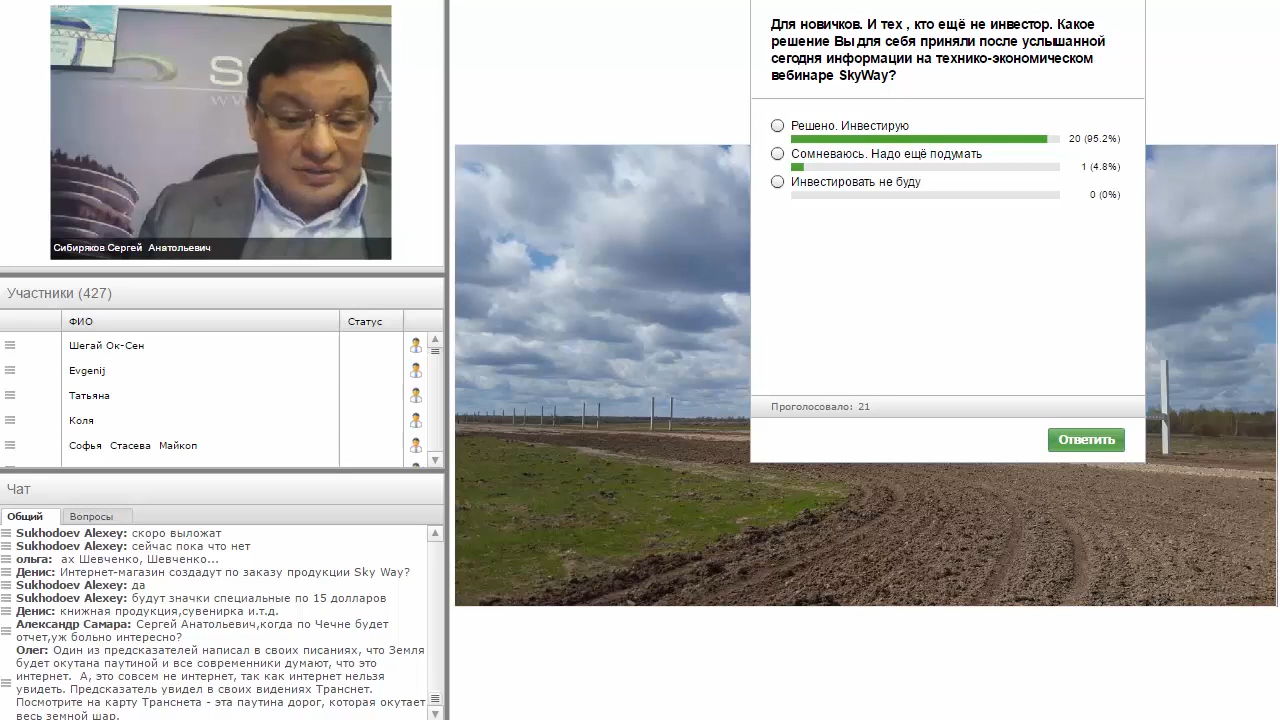 S
WWW
Сибиряков Сергей Анатольевич
Участники (427)
ФИО
Статус
Шегай Ок-Сен
Evgenij
Татьяна
Коля
Софья Стасева Майкоп
Чат
Общий
Вопросы
Sukhodoev Alexey: скоро выложат
Sukhodoev Alexey: сейчас пока что нет
ольга: ах Шевченко, Шевченко...
Денис: Интернет-магазин создадут по заказу продукции Sky Way?
Sukhodoev Alexey: да
Sukhodoev Alexey: будут значки специальные по 15 долларов
Денис: книжная продукция,сувенирка и.т.д.
Александр Самара: Сергей Анатольевич,когда по Чечне будет
отчет,уж больно интересно?
Олег: Один из предсказателей написал в своих писаниях, что Земля
будет окутана паутиной и все современники думают, что это
интернет. А, это совсем не интернет, так как интернет нельзя
увидеть. Предсказатель увидел в своих видениях Транснет.
Посмотрите на карту Транснета - эта паутина дорог, которая окутает
весь земной шар.
Для новичков. И тех , кто ещё не инвестор. Какое
решение Вы для себя приняли после услышанной
сегодня информации на технико-экономическом
вебинаре SkyWay?
Решено. Инвестирую
20 (95.2%)
Сомневаюсь. Надо ещё подумать
1 (4.8%)
Инвестировать не буду
0 (0%)
Проголосовало: 21
Ответить